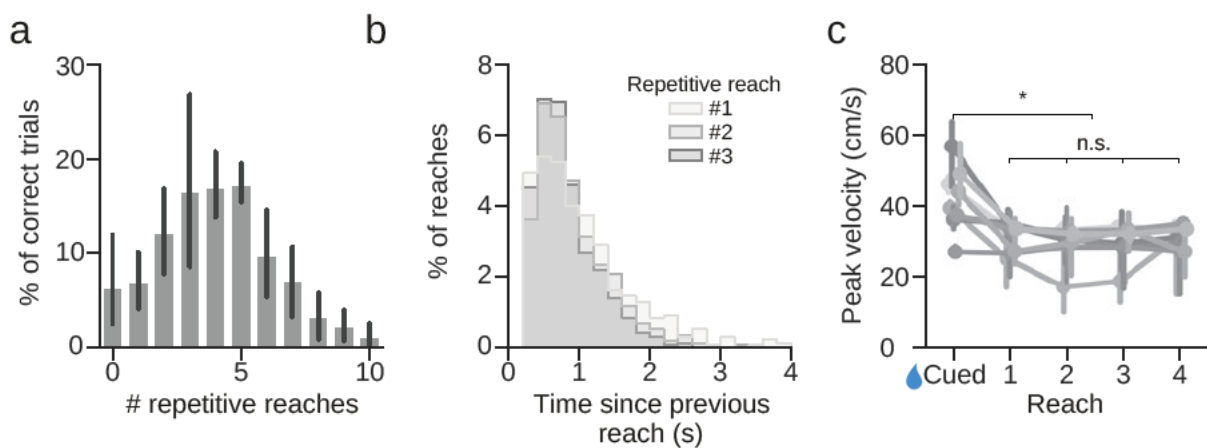 a
30
20
10
0
% of correct trials
0
5
10
# repetitive reaches
b
8
6
4
2
0
% of reaches
Repetitive reach
#1
#2
#3
0
1
2
3
4
Time since previous
reach (s)
c
80
60
40
20
0
Peak velocity (cm/s)
*
n.s.
Cued
1
2
3
4
Reach